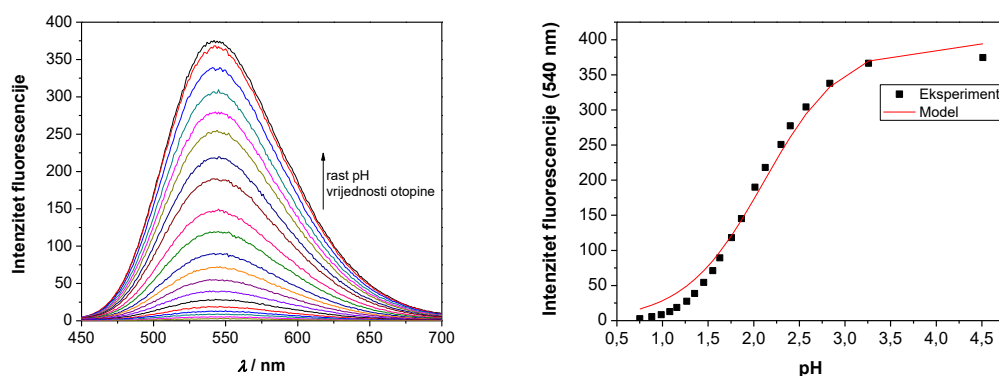 Intenzitet fluorescencije
400
350
300
250
200
150
100
50
0
rast pH
vrijednosti otopine
450 500 550 600 650 700
λ / nm
Intenzitet fluorescencije (540 nm)
400
350
300
250
200
150
100
50
0
Eksperiment
Model
0,5 1,0 1,5 2,0 2,5 3,0 3,5 4,0 4,5
pH